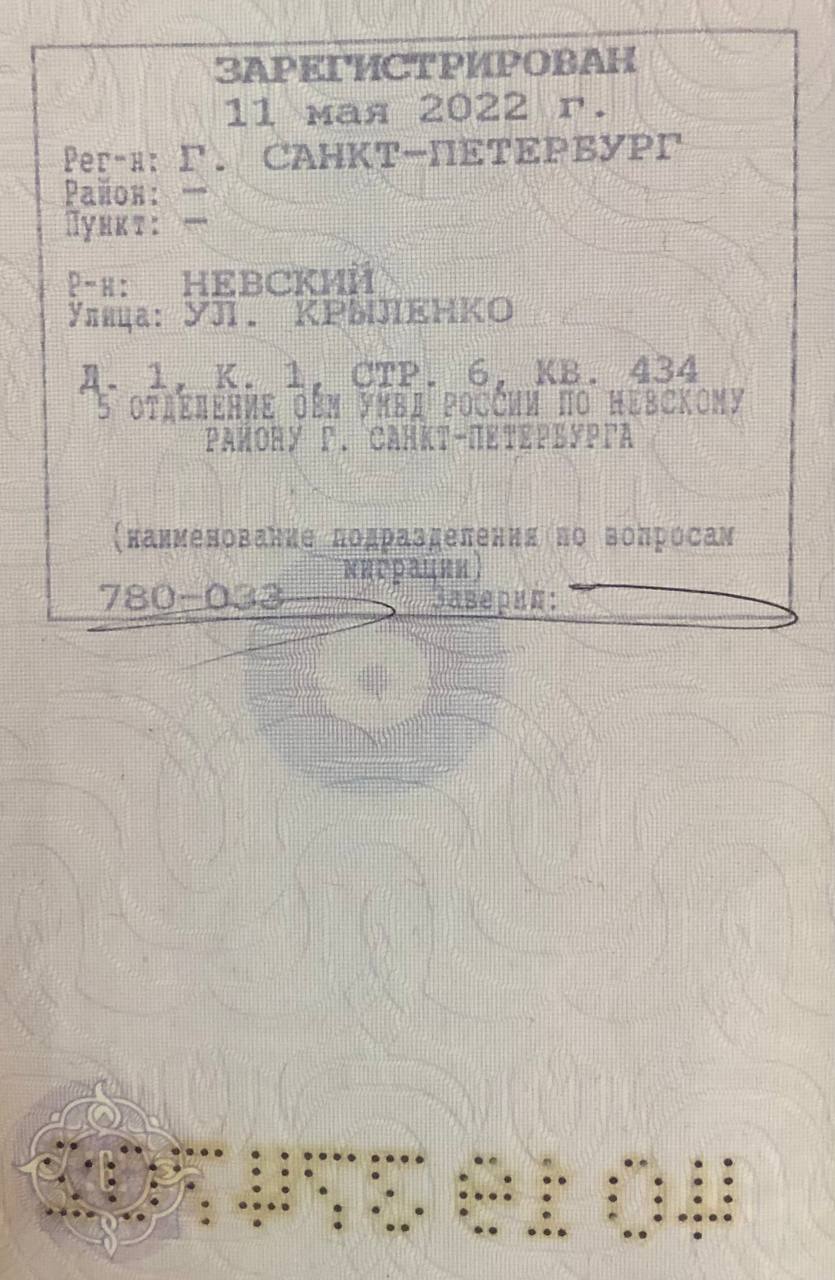 ЗАРЕГИСТРИРОВАН
11 мая 2022 г.
Рег-н: Г. САНКТ-ПЕТЕРБУРГ
Район: —
Пункт: —
Р-н: НЕВСКИЙ
Улица: УЛ. КРЫЛЕНКО
Д. 1, К. 1, СТР. 6, КВ. 434
5 ОТДЕЛЕНИЕ ОВМ УМВД РОССИИ ПО НЕВСКОМУ
РАЙОНУ Г. САНКТ-ПЕТЕРБУРГА
(наименование подразделения по вопросам
миграции)
780-033 Заверил: